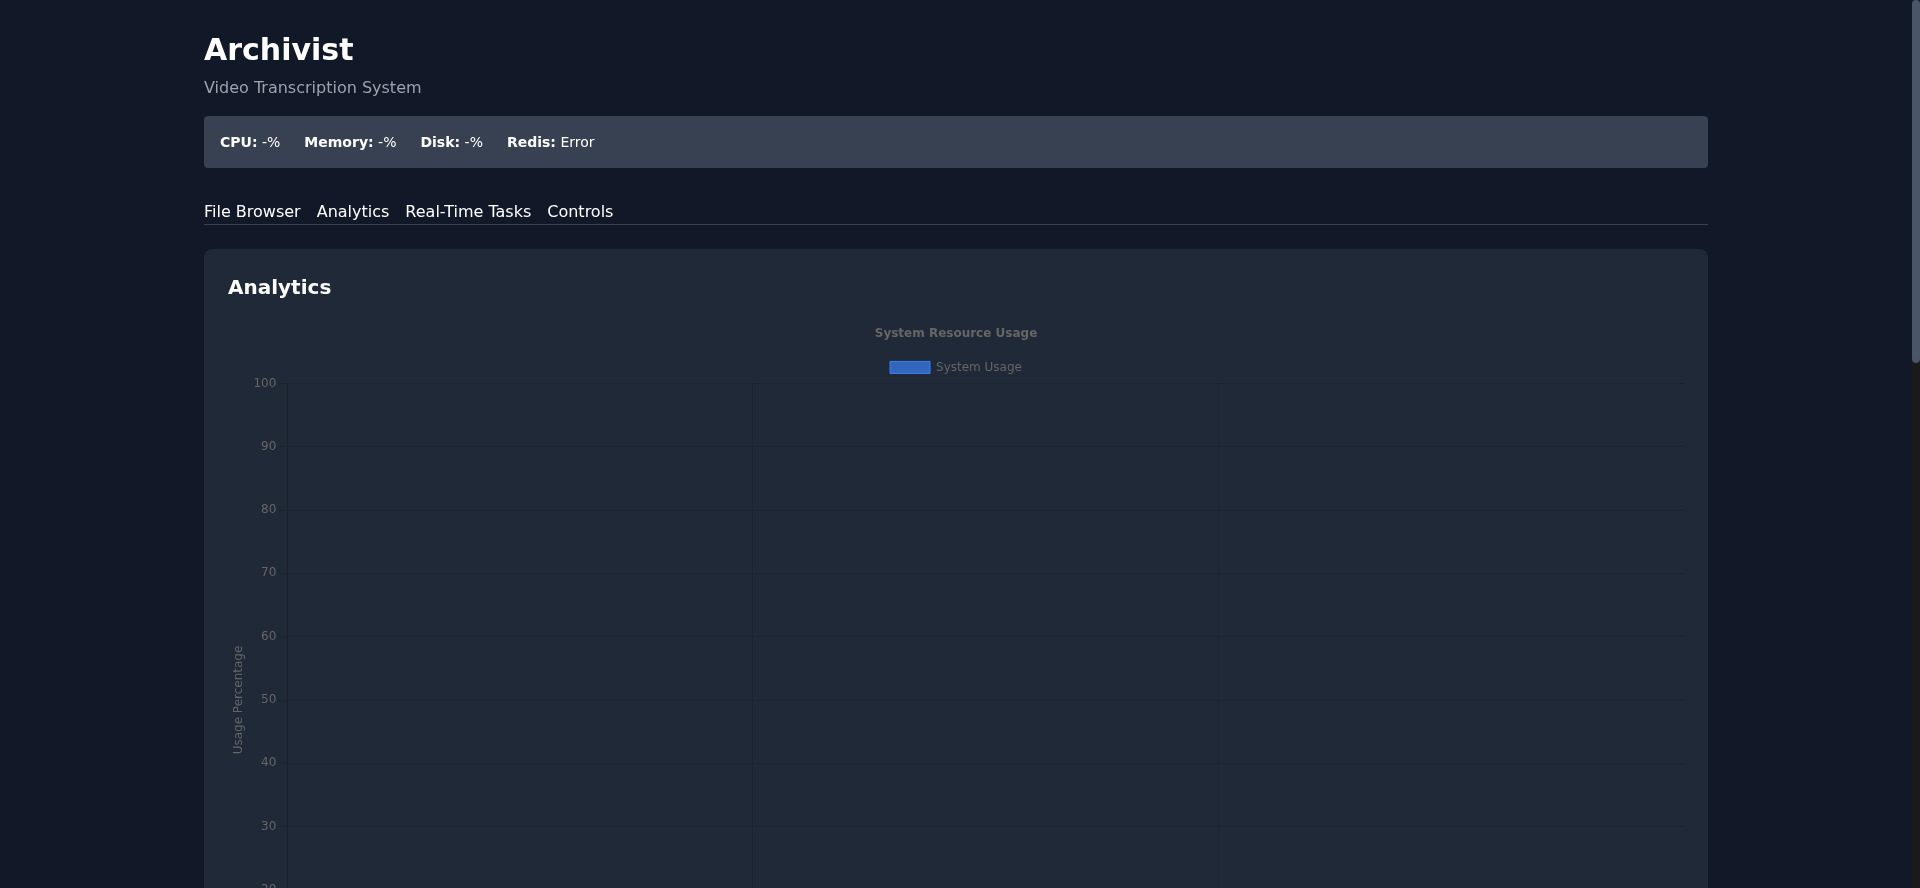 Archivist
Video Transcription System
CPU: -% Memory: -% Disk: -% Redis: Error
File Browser Analytics Real-Time Tasks Controls
Analytics
System Resource Usage
System Usage
100
90
80
70
60
50
40
30
20
Usage Percentage